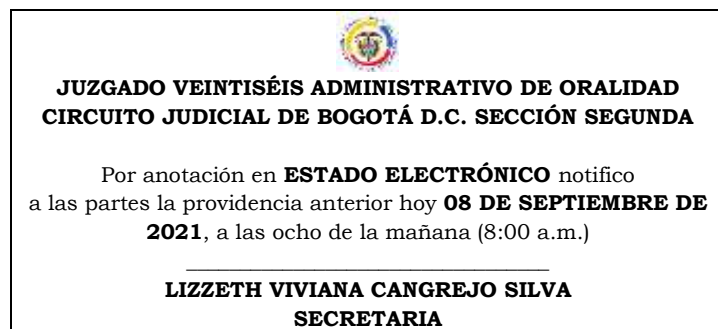 JUZGADO VEINTISÉIS ADMINISTRATIVO DE ORALIDAD
CIRCUITO JUDICIAL DE BOGOTÁ D.C. SECCIÓN SEGUNDA
Por anotación en ESTADO ELECTRÓNICO notifico
a las partes la providencia anterior hoy 08 DE SEPTIEMBRE DE
2021, a las ocho de la mañana (8:00 a.m.)
LIZZETH VIVIANA CANGREJO SILVA
SECRETARIA